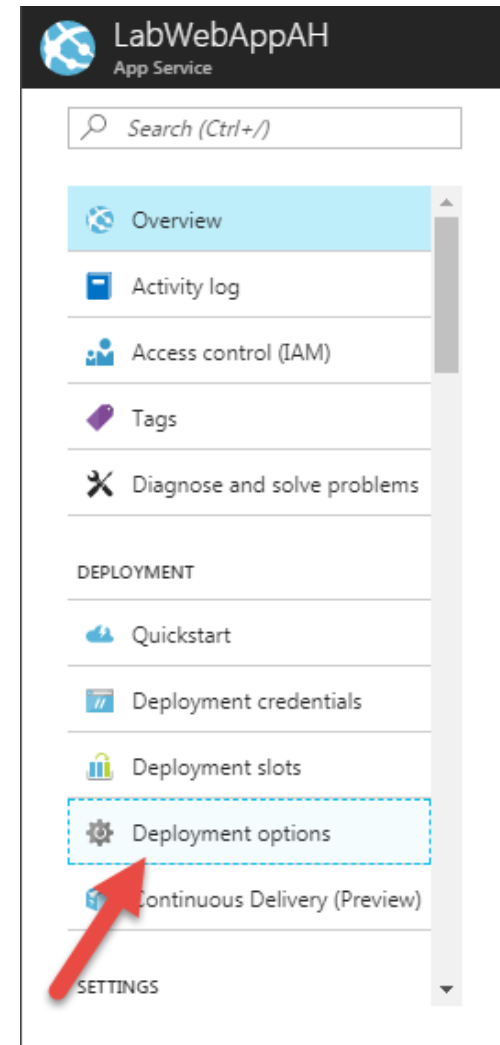 LabWebAppAH
App Service
Search (Ctrl+/)
Overview
Activity log
Access control (IAM)
Tags
Diagnose and solve problems
DEPLOYMENT
Quickstart
Deployment credentials
Deployment slots
Deployment options
Continuous Delivery (Preview)
SETTINGS